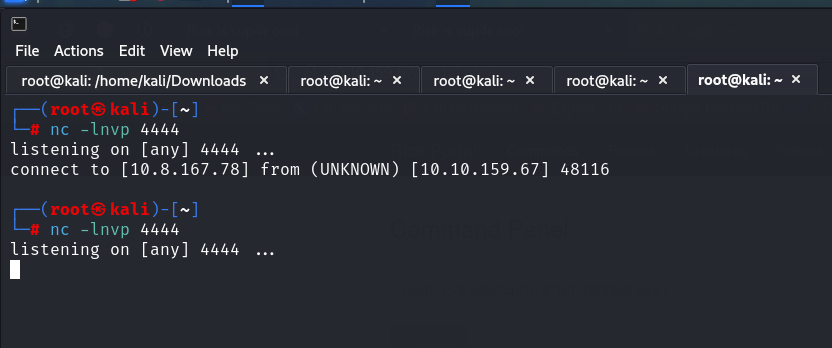 File Actions Edit View Help
root@kali: /home/kali/Downloads × root@kali: ~ × root@kali: ~ × root@kali: ~ × root@kali: ~ ×
┌──(root㉿kali)-[~]
└─# nc -lnvp 4444
listening on [any] 4444 ...
connect to [10.8.167.78] from (UNKNOWN) [10.10.159.67] 48116
┌──(root㉿kali)-[~]
└─# nc -lnvp 4444
listening on [any] 4444 ...